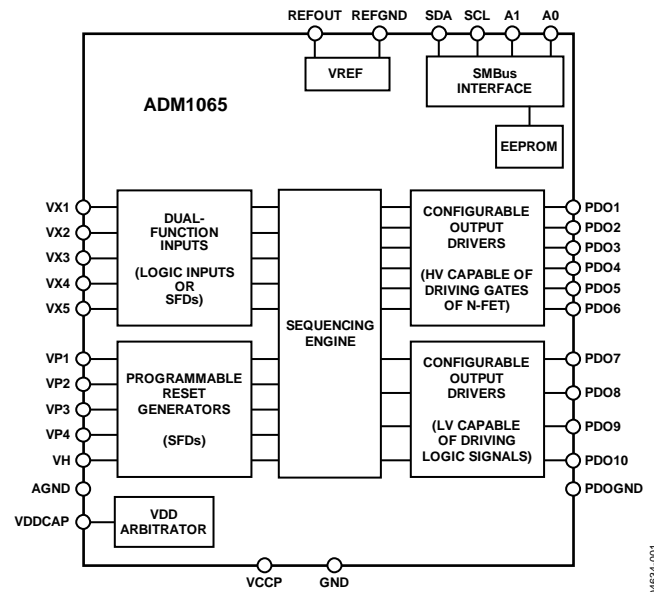 REFOUT REFGND SDA SCL A1 A0
VREF
SMBus
INTERFACE
ADM1065
EEPROM
VX1
VX2
VX3
VX4
VX5
DUAL-
FUNCTION
INPUTS
(LOGIC INPUTS
OR
SFDs)
VP1
VP2
VP3
VP4
VH
PROGRAMMABLE
RESET
GENERATORS
(SFDs)
AGND
VDDCAP
VDD
ARBITRATOR
SEQUENCING
ENGINE
CONFIGURABLE
OUTPUT
DRIVERS
(HV CAPABLE OF
DRIVING GATES
OF N-FET)
PDO1
PDO2
PDO3
PDO4
PDO5
PDO6
CONFIGURABLE
OUTPUT
DRIVERS
(LV CAPABLE
OF DRIVING
LOGIC SIGNALS)
PDO7
PDO8
PDO9
PDO10
PDOGND
VCCP GND